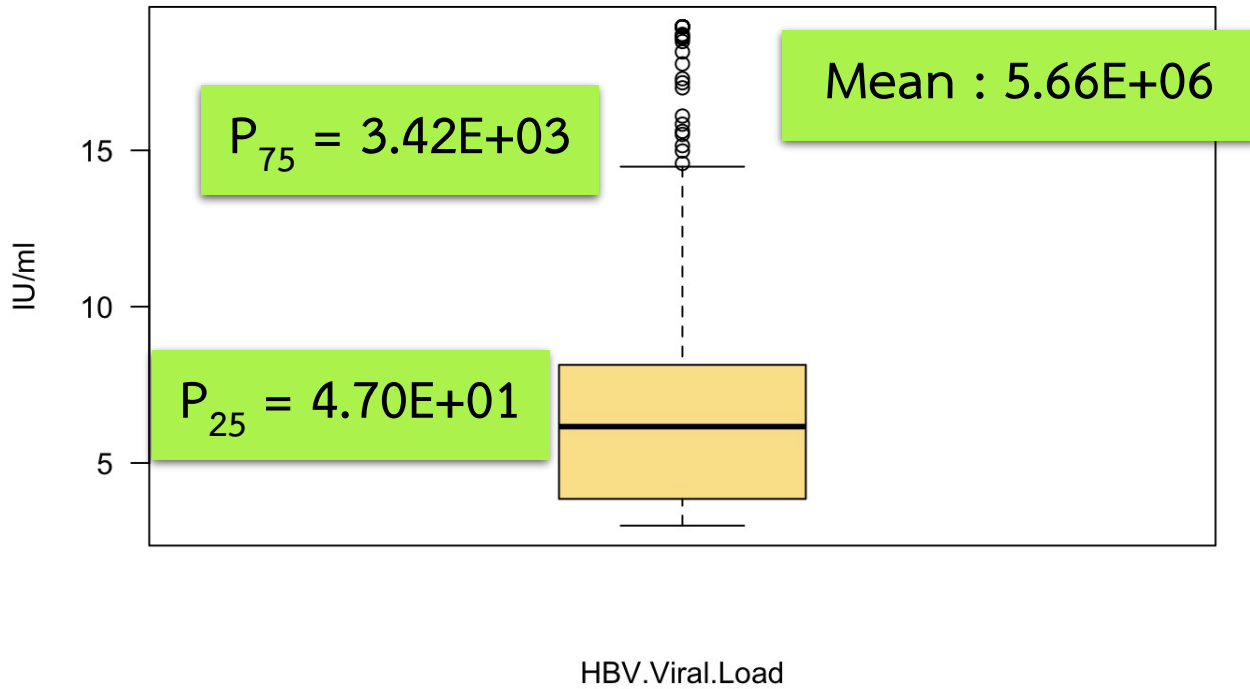 Mean : 5.66E+06
P75 = 3.42E+03
15
IU/ml
10
P25 = 4.70E+01
5
HBV.Viral.Load